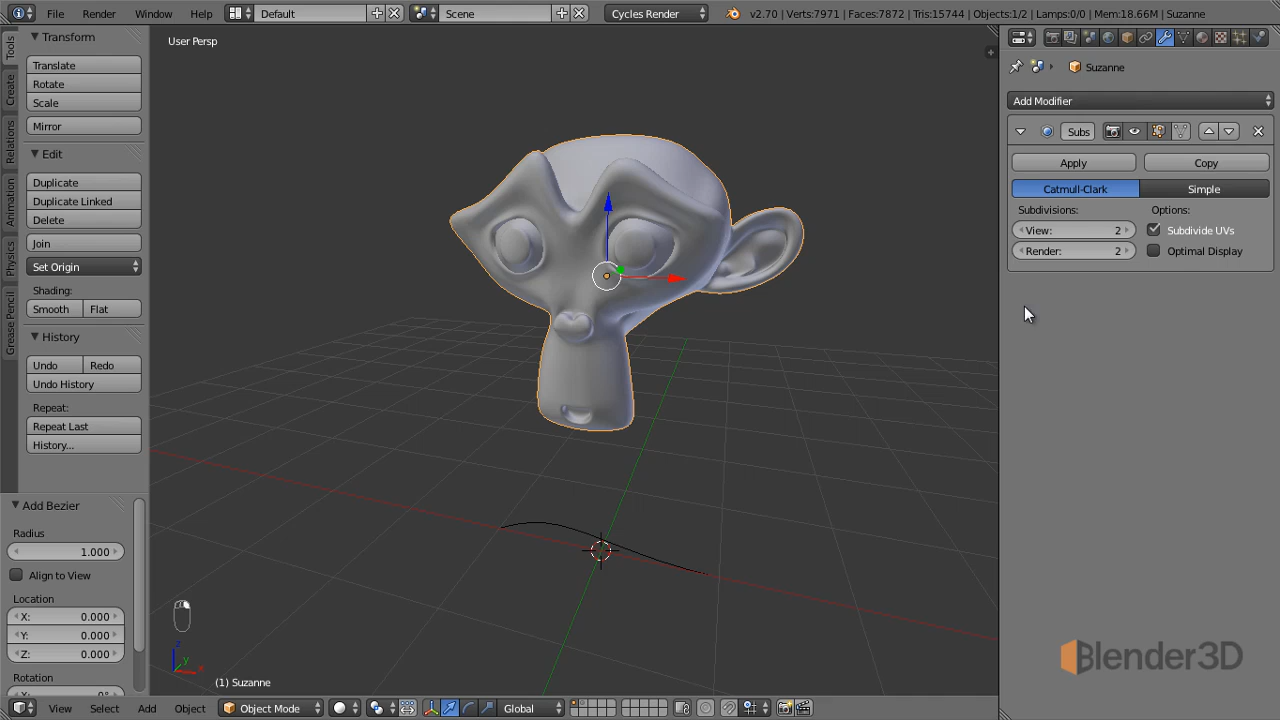 File Render Window Help Default Scene Cycles Render v2.70 | Verts:7971 | Faces:7872 | Tris:15744 | Objects:1/2 | Lamps:0/0 | Mem:18.66M | Suzanne
Tools
Create
Relations
Animation
Physics
Grease Pencil
Transform
Translate
Rotate
Scale
Mirror
Edit
Duplicate
Duplicate Linked
Delete
Join
Set Origin
Shading:
Smooth Flat
History
Undo Redo
Undo History
Repeat:
Repeat Last
History...
Add Bezier
Radius
1.000
Align to View
Location
X: 0.000
Y: 0.000
Z: 0.000
Rotation
X: 0°
User Persp
z
y
x
(1) Suzanne
View Select Add Object Object Mode Global
Suzanne
Add Modifier
Subs
Apply Copy
Catmull-Clark Simple
Subdivisions: Options:
View: 2 Subdivide UVs
Render: 2 Optimal Display
Blender3D